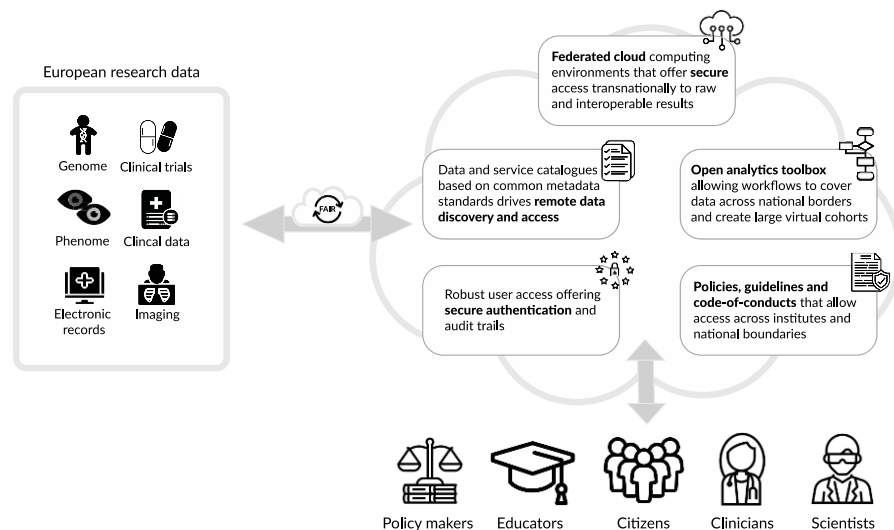 European research data
Genome
Clinical trials
Phenome
Clincal data
Electronic
records
Imaging
FAIR
Federated cloud computing
environments that offer secure
access transnationally to raw
and interoperable results
Data and service catalogues
based on common metadata
standards drives remote data
discovery and access
Open analytics toolbox
allowing workflows to cover
data across national borders
and create large virtual cohorts
Robust user access offering
secure authentication and
audit trails
Policies, guidelines and
code-of-conducts that allow
access across institutes and
national boundaries
Policy makers
Educators
Citizens
Clinicians
Scientists